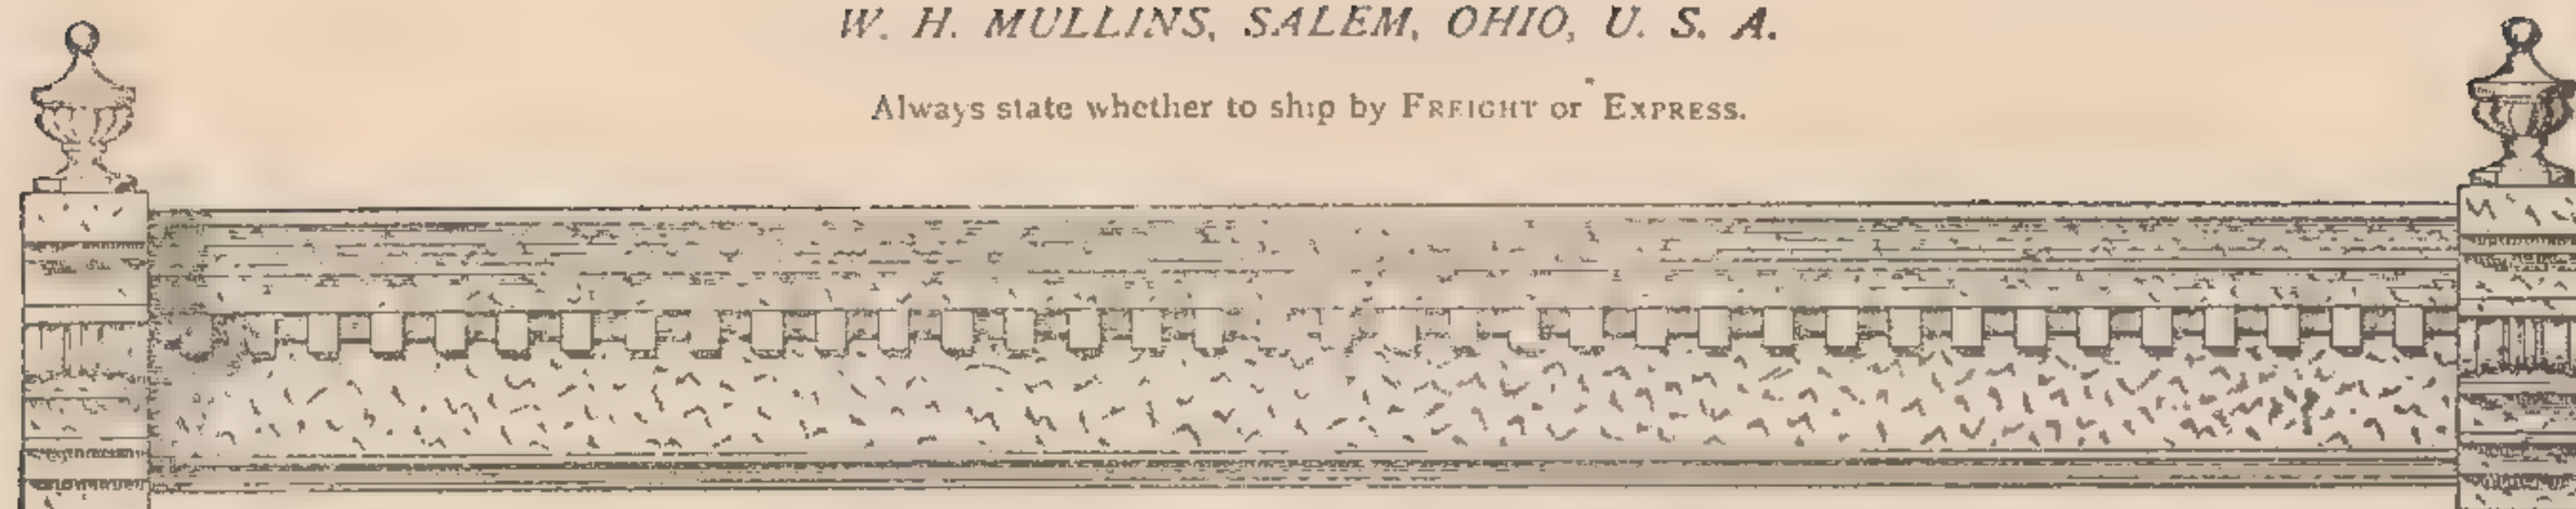 W. H. MULLINS, SALEM, OHIO, U. S. A.
Always state whether to ship by FREIGHT or EXPRESS.